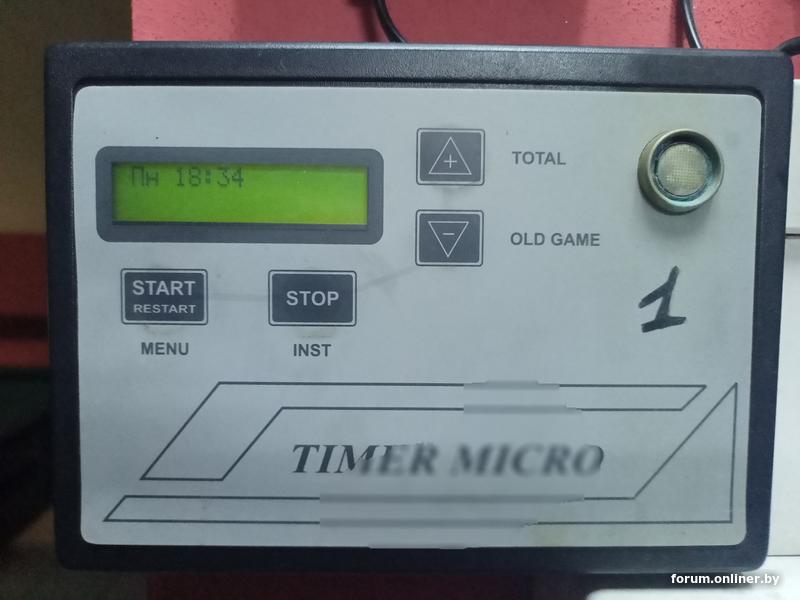 Пн 18:34
TOTAL
OLD GAME
START
RESTART
STOP
MENU
INST
1
TIMER MICRO
forum.onliner.by